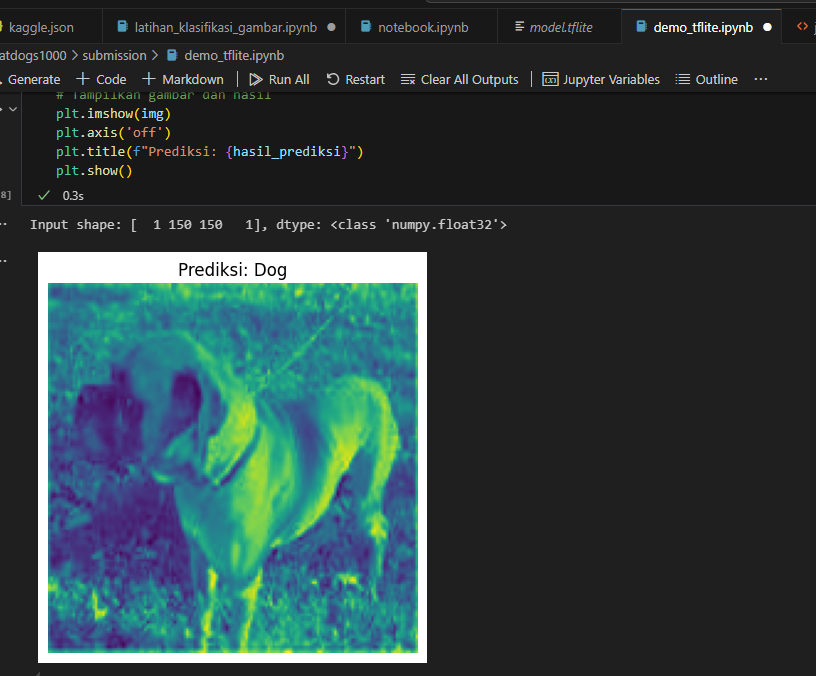 kaggle.json
latihan_klasifikasi_gambar.ipynb
notebook.ipynb
model.tflite
demo_tflite.ipynb
atdogs1000 > submission > demo_tflite.ipynb
Generate + Code + Markdown Run All Restart Clear All Outputs Jupyter Variables Outline ...
# Tampilkan gambar dan hasil
plt.imshow(img)
plt.axis('off')
plt.title(f"Prediksi: {hasil_prediksi}")
plt.show()
8]
0.3s
Input shape: [  1 150 150   1], dtype: <class 'numpy.float32'>
Prediksi: Dog